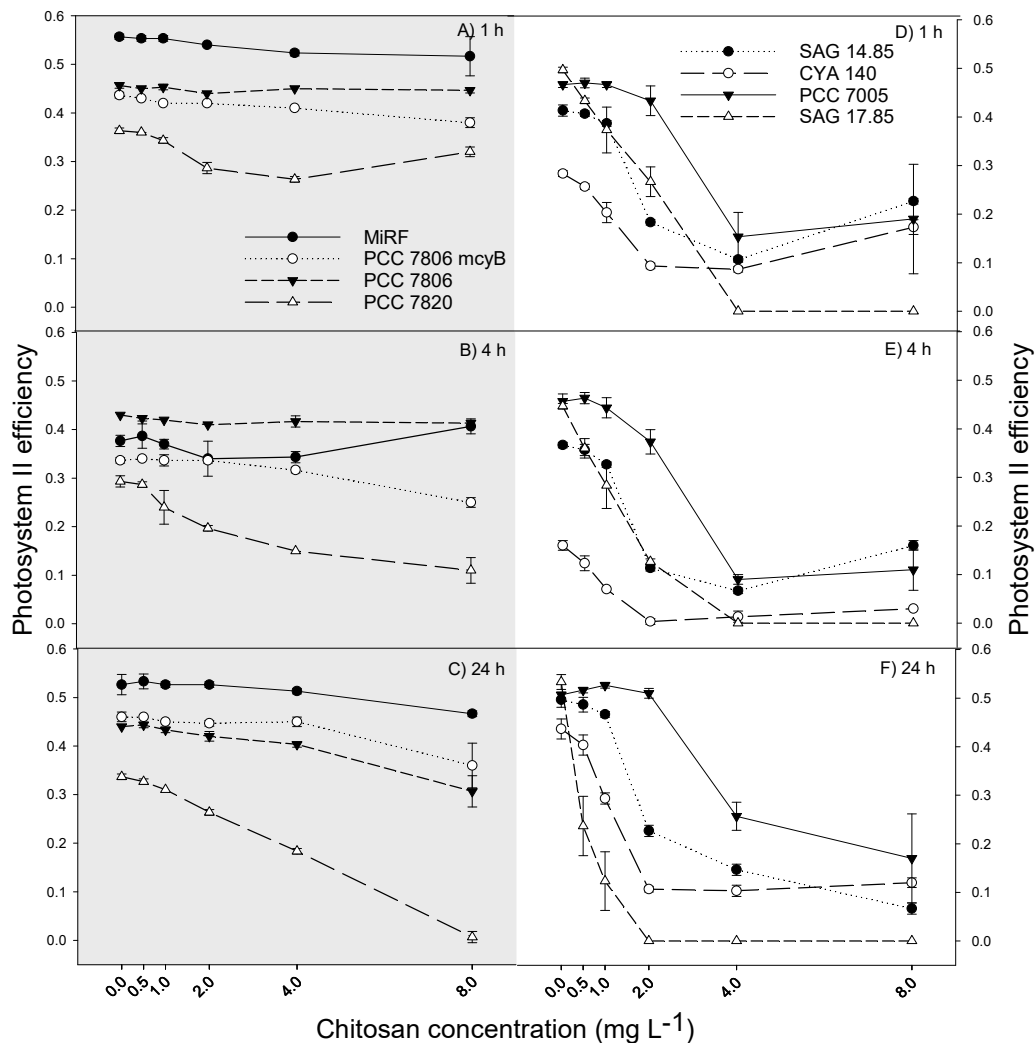 A) 1 h
0.6
0.5
0.4
0.3
0.2
0.1
0.0
MiRF
PCC 7806 mcyB
PCC 7806
PCC 7820
D) 1 h
SAG 14.85
CYA 140
PCC 7005
SAG 17.85
0.6
0.5
0.4
0.3
0.2
0.1
0.0
B) 4 h
0.6
0.5
0.4
0.3
0.2
0.1
0.0
E) 4 h
0.6
0.5
0.4
0.3
0.2
0.1
0.0
C) 24 h
0.6
0.5
0.4
0.3
0.2
0.1
0.0
F) 24 h
0.6
0.5
0.4
0.3
0.2
0.1
0.0
Photosystem II efficiency
Photosystem II efficiency
0.0 0.5 1.0 2.0 4.0 8.0
0.0 0.5 1.0 2.0 4.0 8.0
Chitosan concentration (mg L-1)